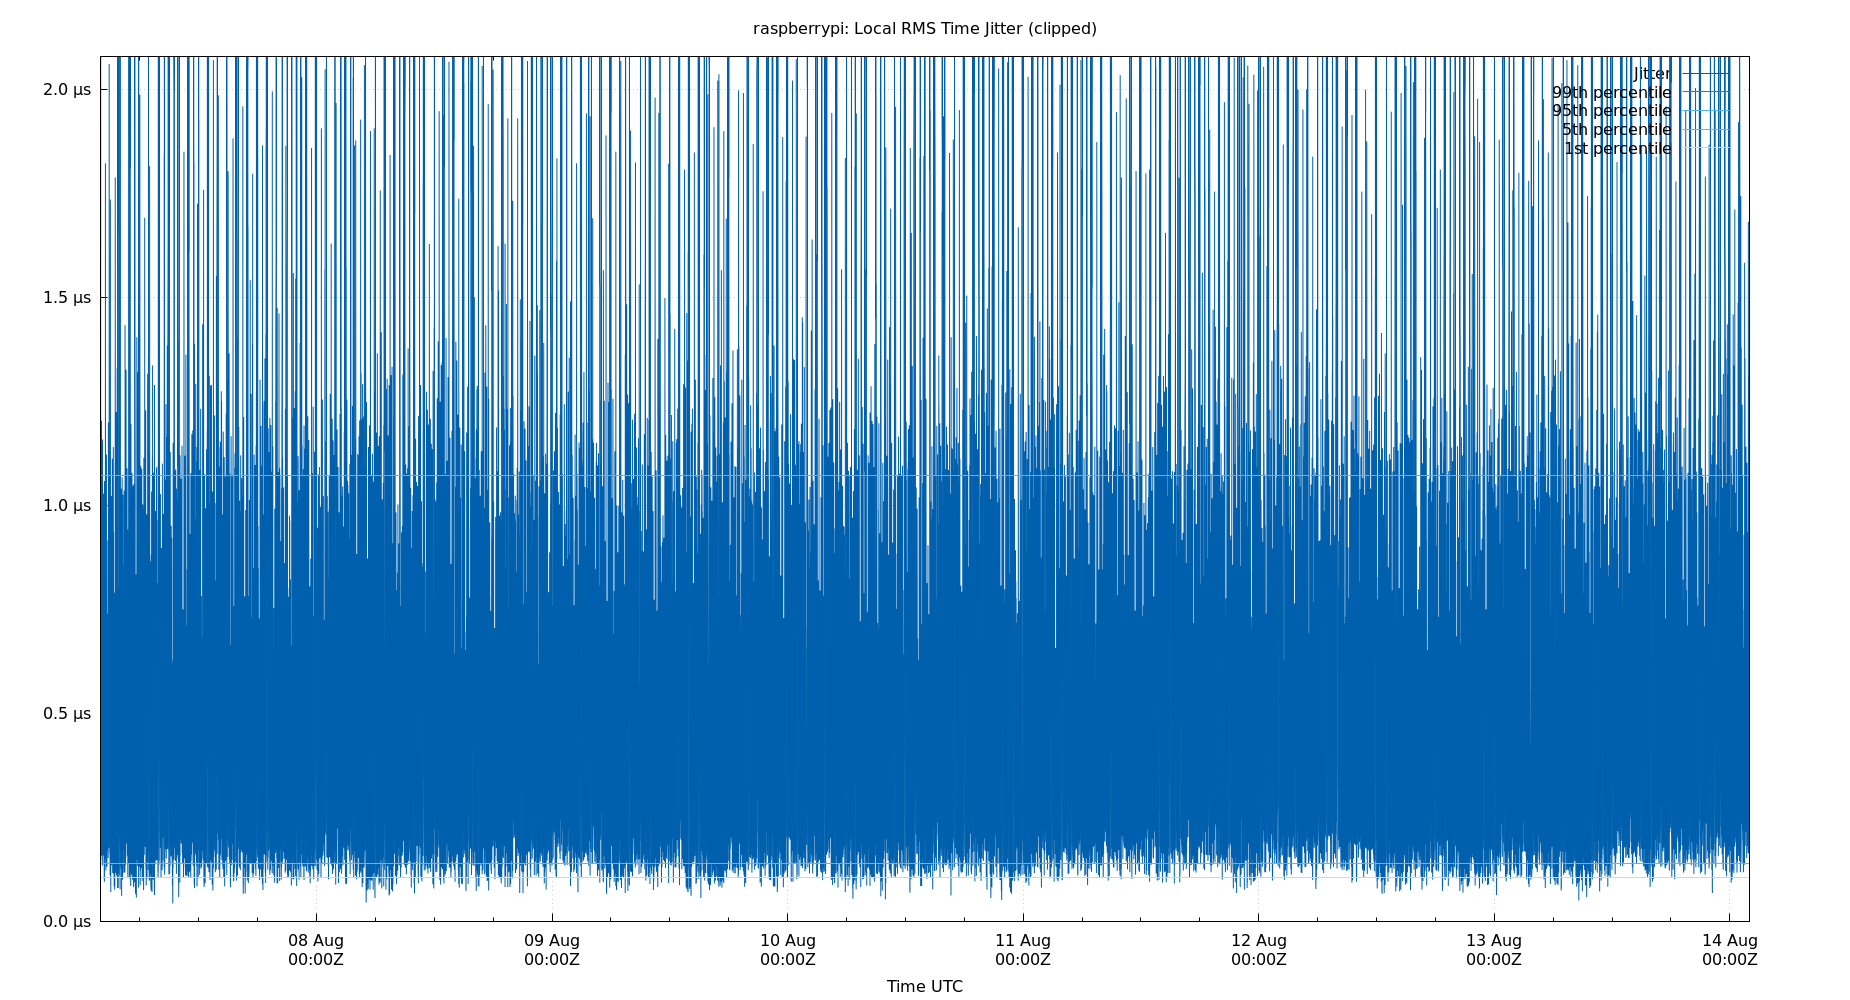 raspberrypi: Local RMS Time Jitter (clipped)
2.0 µs
1.5 µs
1.0 µs
0.5 µs
0.0 µs
Jitter
99th percentile
95th percentile
5th percentile
1st percentile
08 Aug
00:00Z
09 Aug
00:00Z
10 Aug
00:00Z
11 Aug
00:00Z
12 Aug
00:00Z
13 Aug
00:00Z
14 Aug
00:00Z
Time UTC